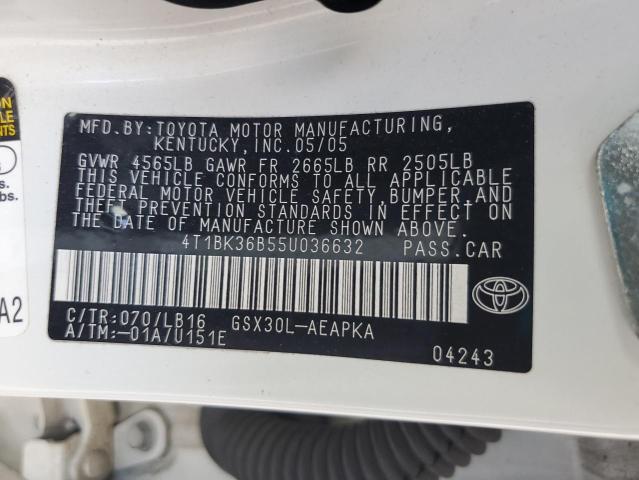 MFD.BY:TOYOTA MOTOR MANUFACTURING,
KENTUCKY,INC.05/05
GVWR 4565LB GAWR FR 2665LB RR 2505LB
THIS VEHICLE CONFORMS TO ALL APPLICABLE
FEDERAL MOTOR VEHICLE SAFETY,BUMPER,AND
THEFT PREVENTION STANDARDS IN EFFECT ON
THE DATE OF MANUFACTURE SHOWN ABOVE.
4T1BK36B55U036632 PASS.CAR
C/TR:070/LB16 GSX30L-AEAPKA
A/TM:-01A/U151E
04243
A2